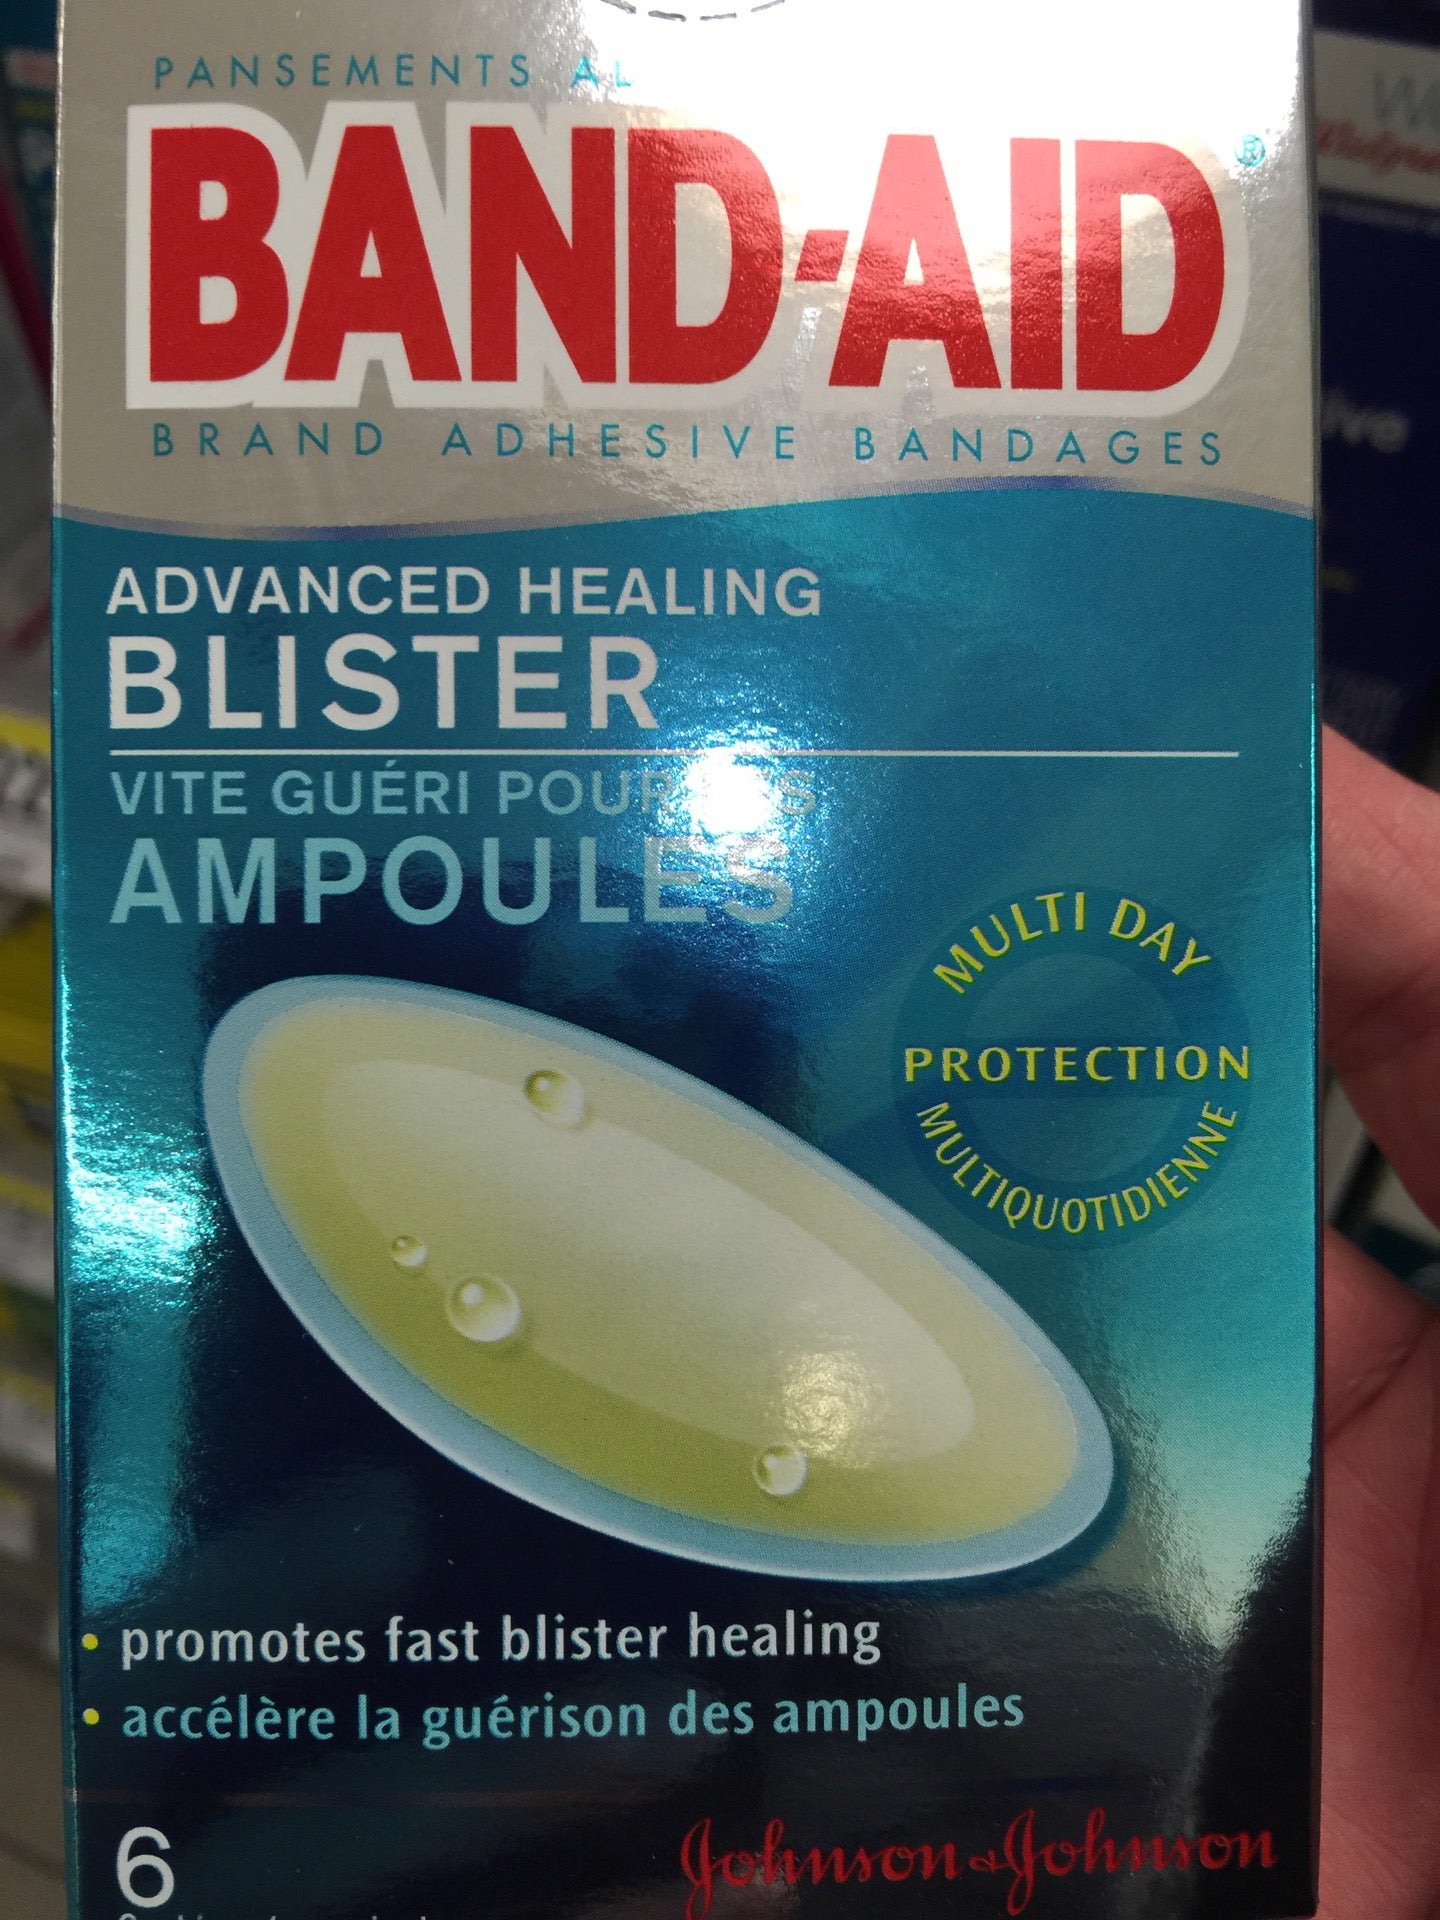 PANSEMENTS
BAND-AID®
BRAND ADHESIVE BANDAGES
ADVANCED HEALING
BLISTER
VITE GUÉRI POUR LES
AMPOULES
MULTI DAY
PROTECTION
MULTIQUOTIDIENNE
• promotes fast blister healing
• accélère la guérison des ampoules
6
Johnson & Johnson